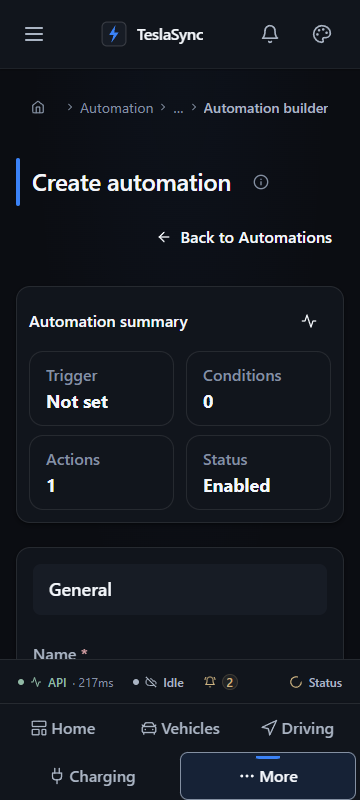 TeslaSync
Automation ... Automation builder
Create automation
Back to Automations
Automation summary
Trigger
Not set
Conditions
0
Actions
1
Status
Enabled
General
Name *
API · 217ms Idle 2 Status
Home Vehicles Driving
Charging ··· More